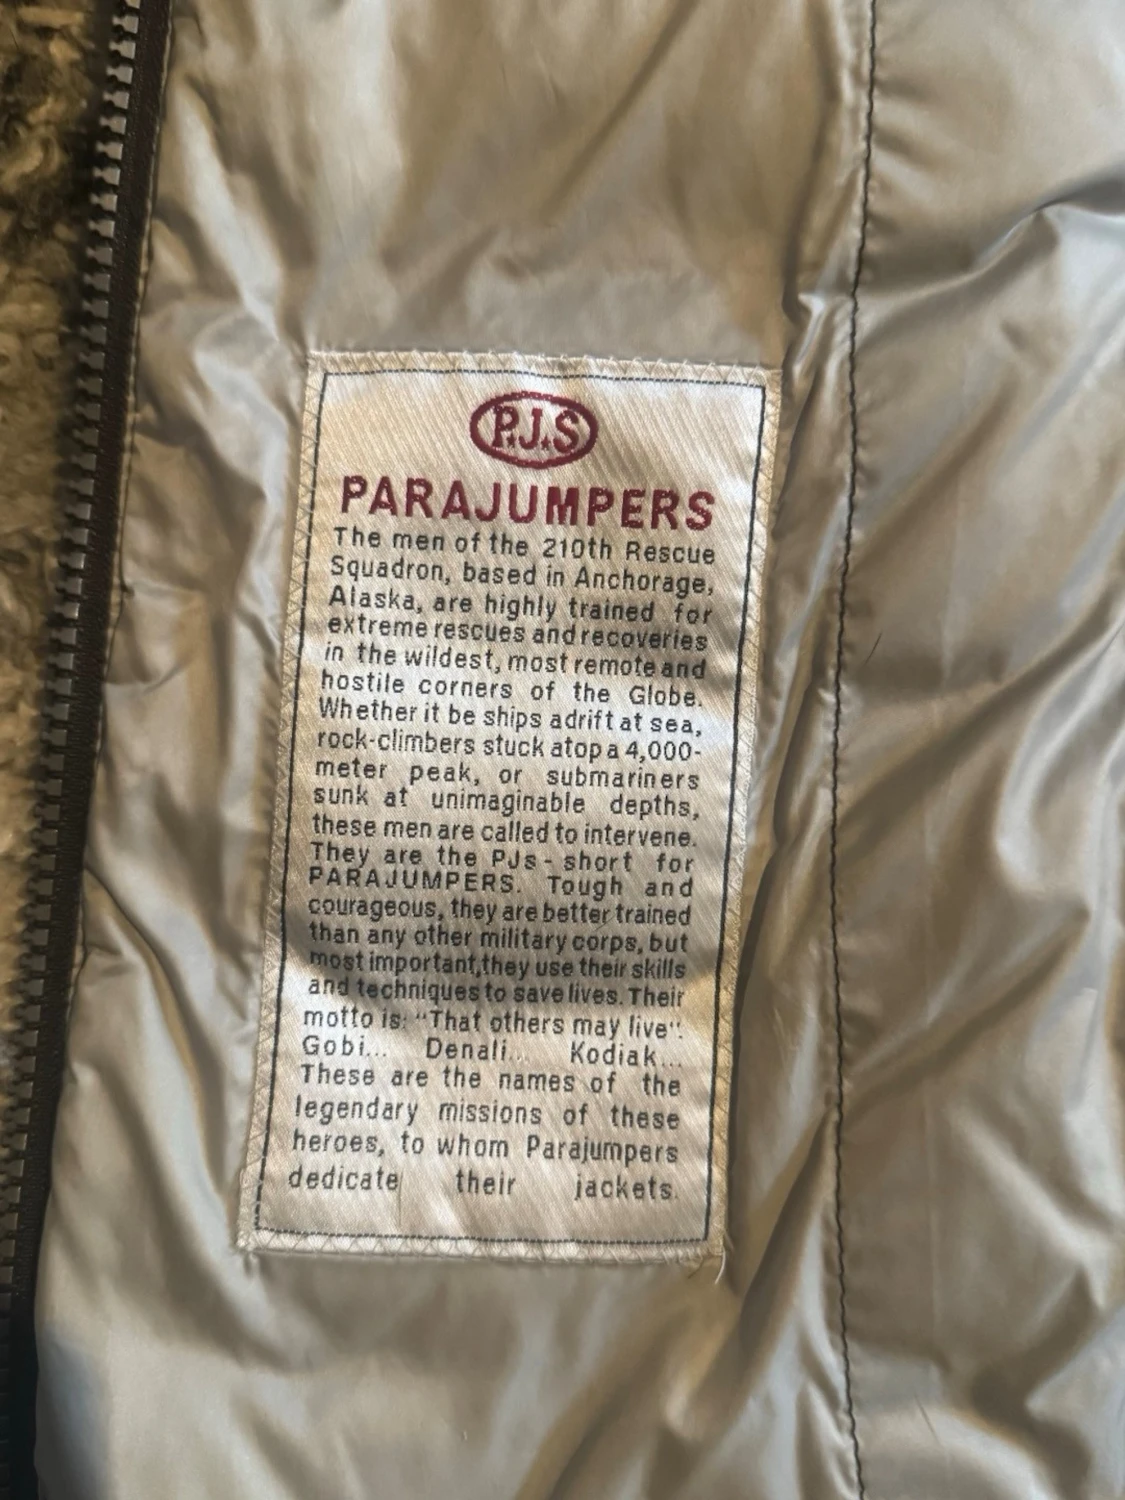 P.J.S
PARAJUMPERS
The men of the 210th Rescue
Squadron, based in Anchorage,
Alaska, are highly trained for
extreme rescues and recoveries
in the wildest, most remote and
hostile corners of the Globe.
Whether it be ships adrift at sea,
rock-climbers stuck atop a 4,000-
meter peak, or submariners
sunk at unimaginable depths,
these men are called to intervene.
They are the PJs - short for
PARAJUMPERS. Tough and
courageous, they are better trained
than any other military corps, but
most important,they use their skills
and techniques to save lives. Their
motto is: "That others may live".
Gobi... Denali... Kodiak...
These are the names of the
legendary missions of these
heroes, to whom Parajumpers
dedicate their jackets.